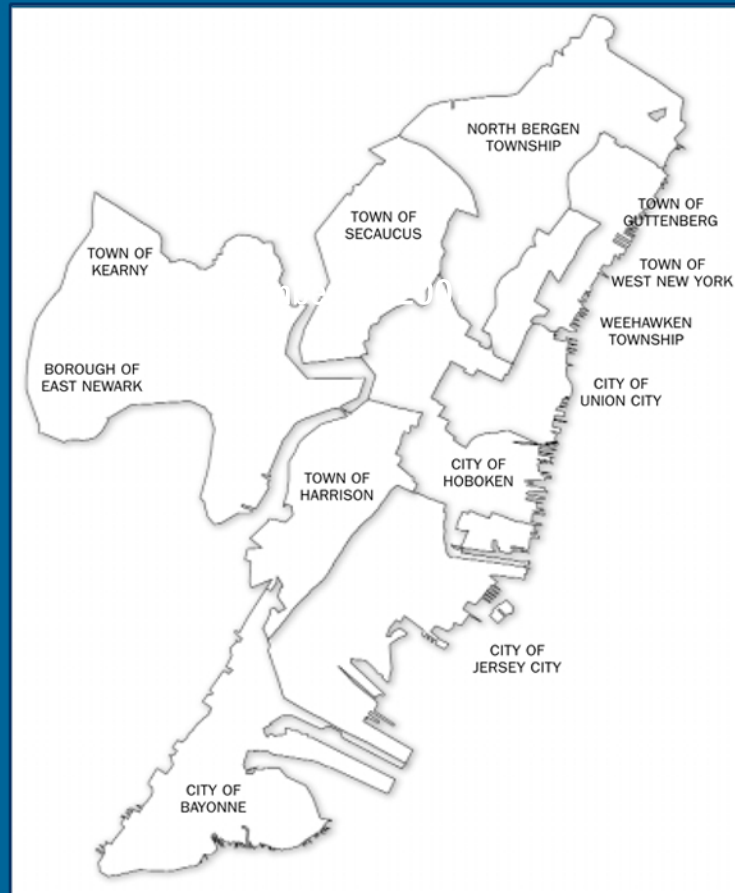 NORTH BERGEN
TOWNSHIP
TOWN OF
SECAUCUS
TOWN OF
GUTTENBERG
TOWN OF
KEARNY
TOWN OF
WEST NEW YORK
WEEHAWKEN
TOWNSHIP
BOROUGH OF
EAST NEWARK
CITY OF
UNION CITY
TOWN OF
HARRISON
CITY OF
HOBOKEN
CITY OF
JERSEY CITY
CITY OF
BAYONNE